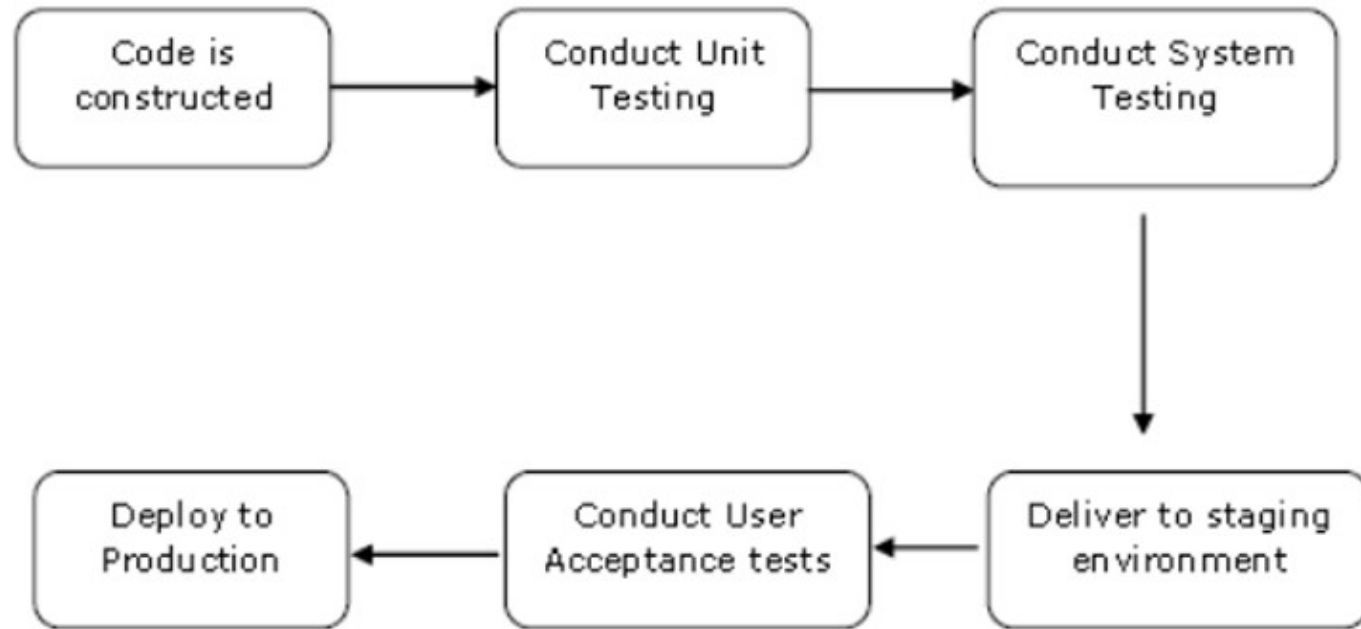 Code is
constructed
Conduct Unit
Testing
Conduct System
Testing
Deliver to staging
environment
Conduct User
Acceptance tests
Deploy to
Production